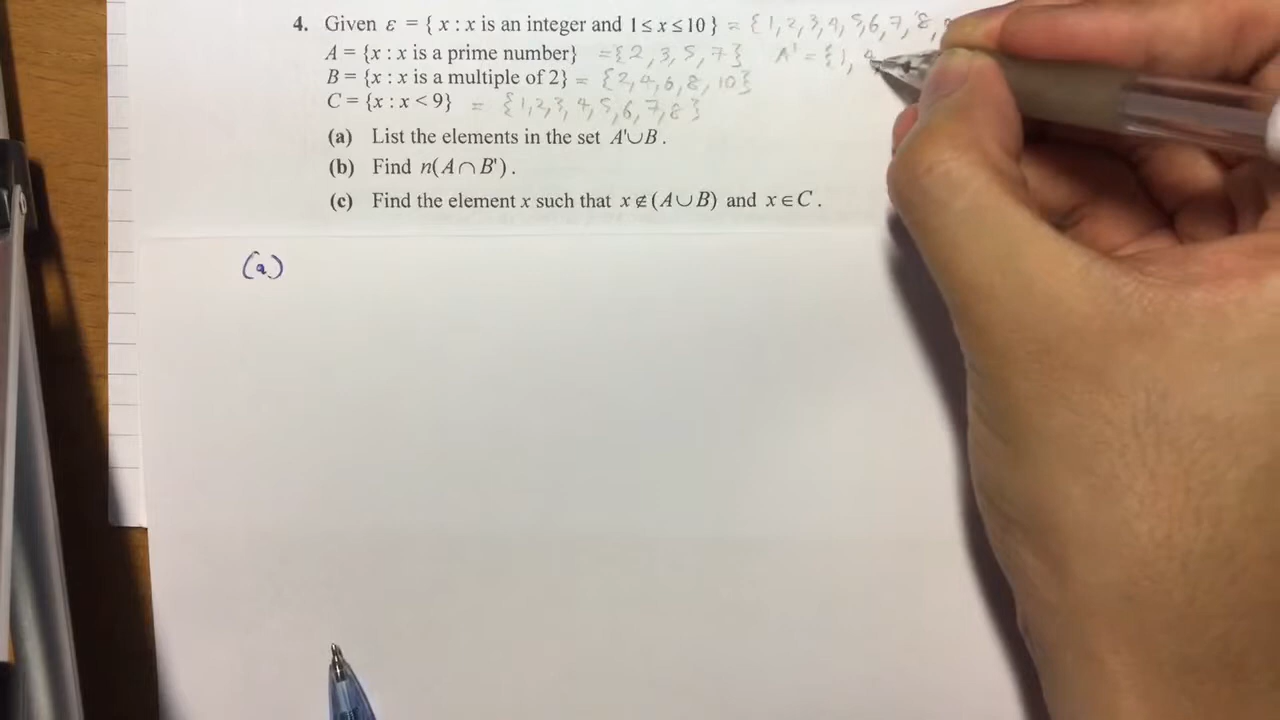 4. Given ε = { x : x is an integer and 1 ≤ x ≤ 10 } = {1, 2, 3, 4, 5, 6, 7, 8,
A = {x : x is a prime number} = {2, 3, 5, 7} A' = {1,
B = {x : x is a multiple of 2} = {2, 4, 6, 8, 10}
C = {x : x < 9} = {1, 2, 3, 4, 5, 6, 7, 8}
(a) List the elements in the set A'∪B.
(b) Find n(A∩B').
(c) Find the element x such that x∉(A∪B) and x∈C.
(a)